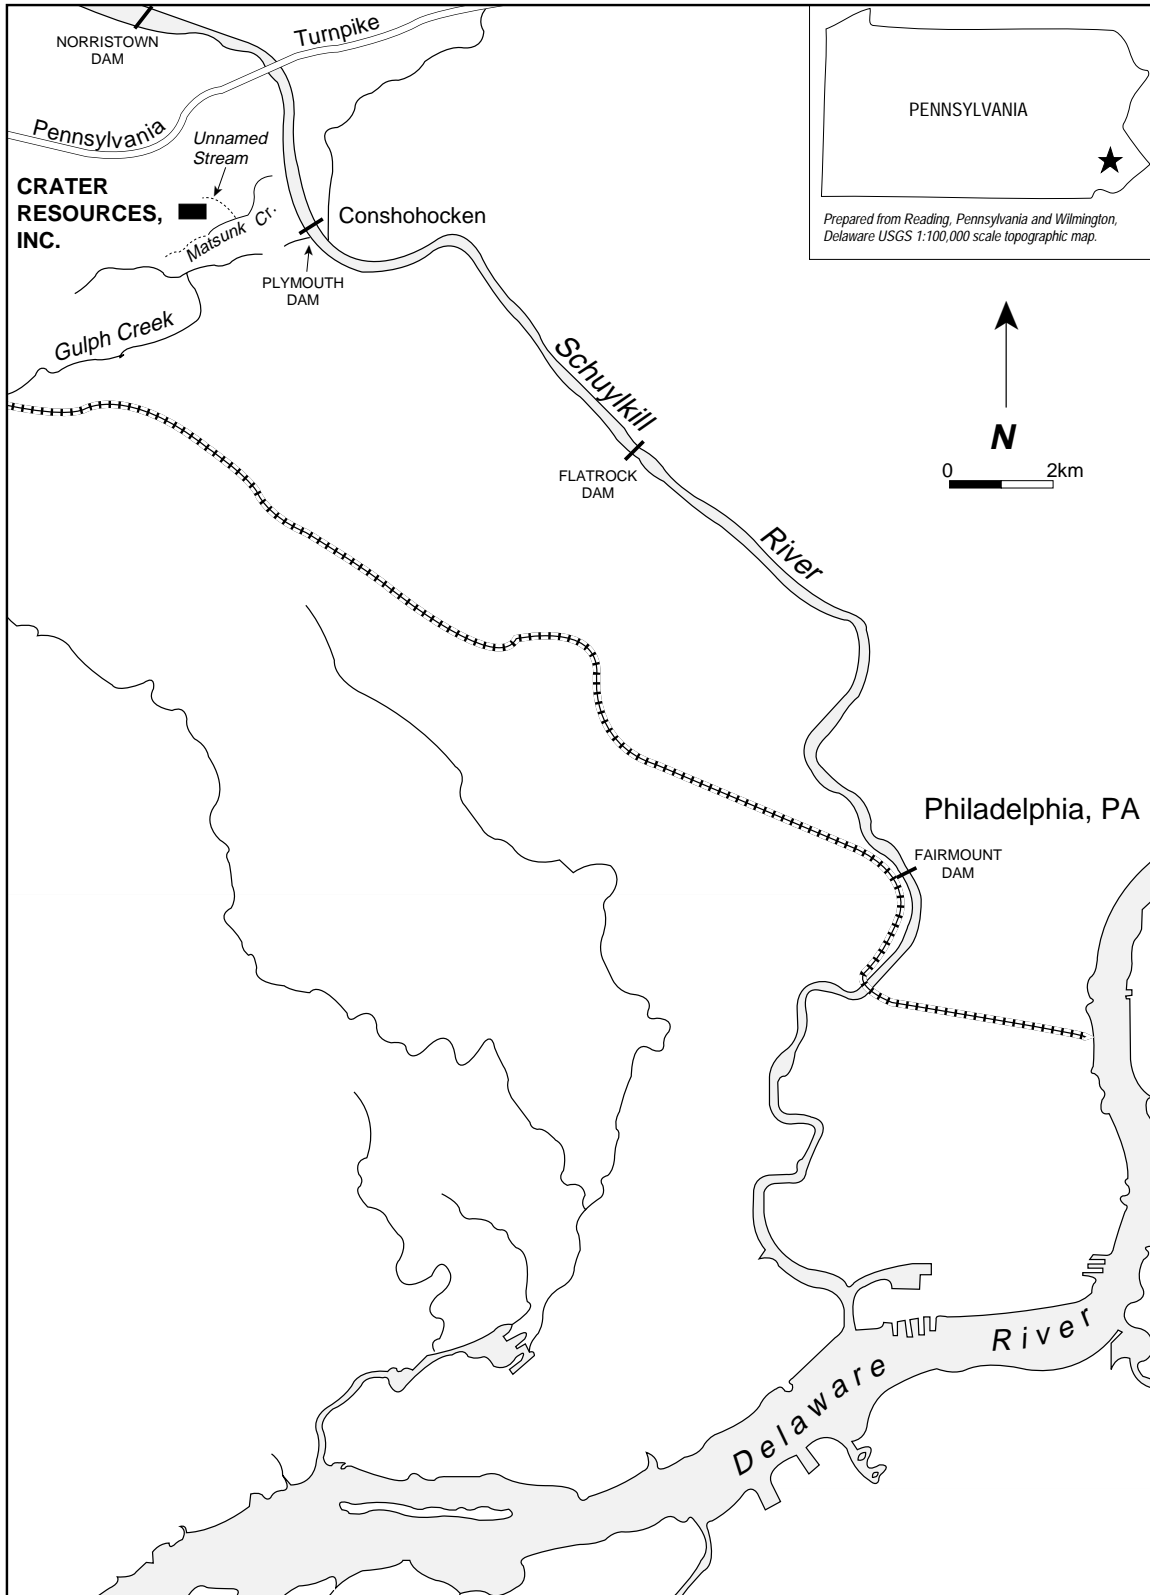 NORRISTOWN
DAM
Turnpike
Pennsylvania
Unnamed
Stream
CRATER
RESOURCES,
INC.
Matsunk Cr.
Conshohocken
PLYMOUTH
DAM
Gulph Creek
PENNSYLVANIA
Prepared from Reading, Pennsylvania and Wilmington,
Delaware USGS 1:100,000 scale topographic map.
N
0 2km
Schuylkill
FLATROCK
DAM
River
Philadelphia, PA
FAIRMOUNT
DAM
Delaware River